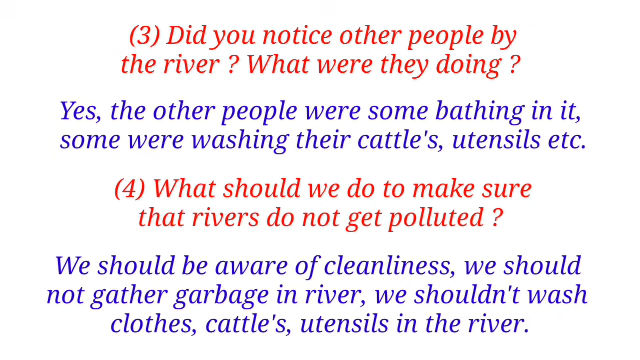 (3) Did you notice other people by
the river ? What were they doing ?
Yes, the other people were some bathing in it,
some were washing their cattle's, utensils etc.
(4) What should we do to make sure
that rivers do not get polluted ?
We should be aware of cleanliness, we should
not gather garbage in river, we shouldn't wash
clothes, cattle's, utensils in the river.